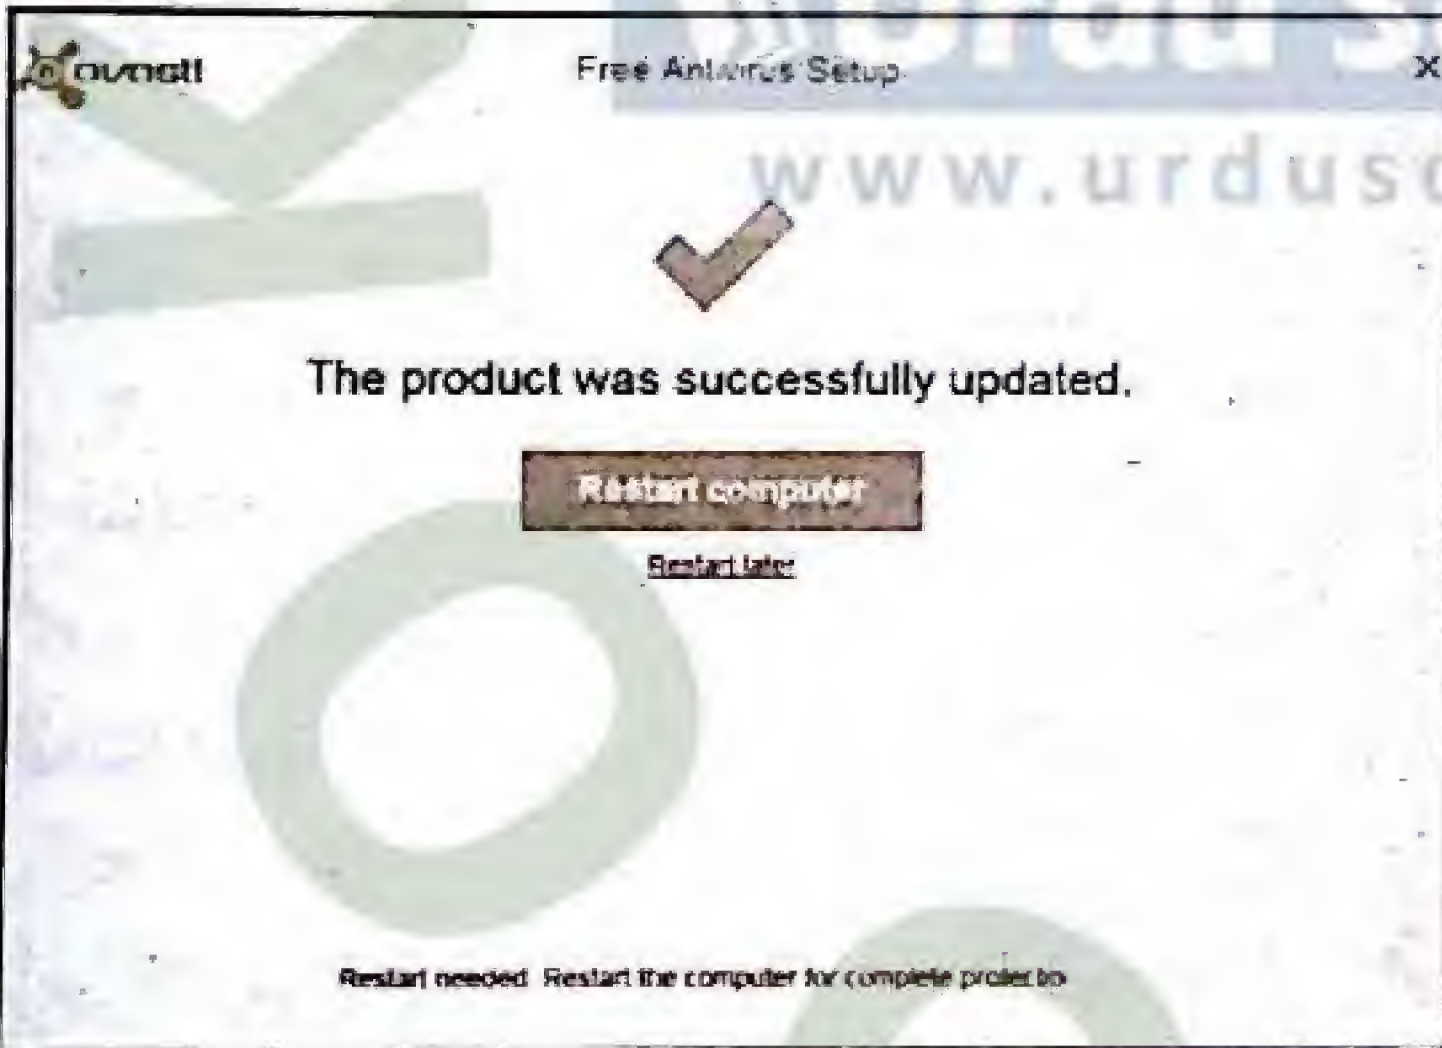 avast!
Free Antivirus Setup
X
www.urdus
The product was successfully updated.
Restart computer
Restart later
Restart needed. Restart the computer for complete protectio